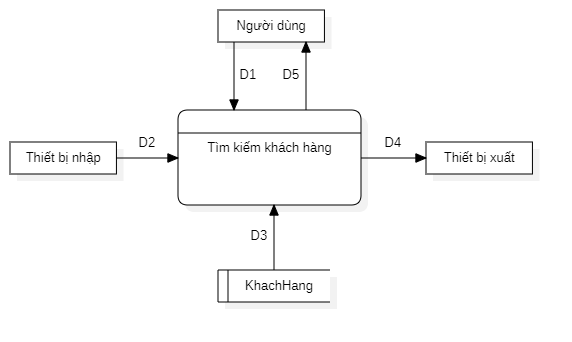 Người dùng
D1
D5
D2
Tìm kiếm khách hàng
D4
Thiết bị nhập
Thiết bị xuất
D3
KhachHang